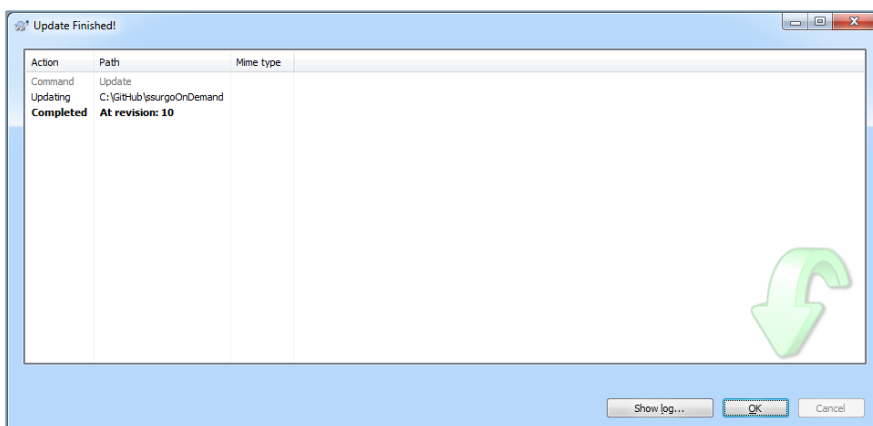 Update Finished!
Action Path Mime type
Command Update
Updating C:\GitHub\ssurgoOnDemand
Completed At revision: 10
Show log... OK Cancel